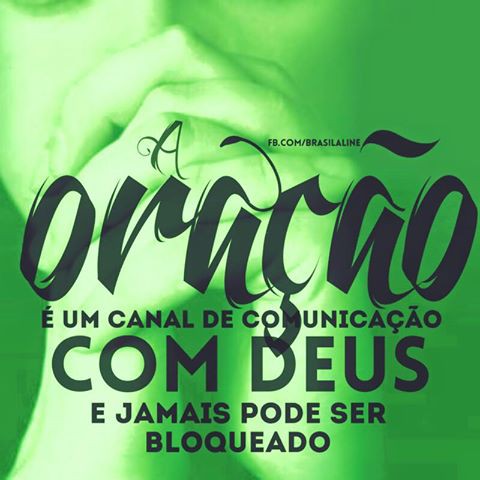 FB.COM/BRASILALINE
A
oração
É UM CANAL DE COMUNICAÇÃO
COM DEUS
E JAMAIS PODE SER
BLOQUEADO